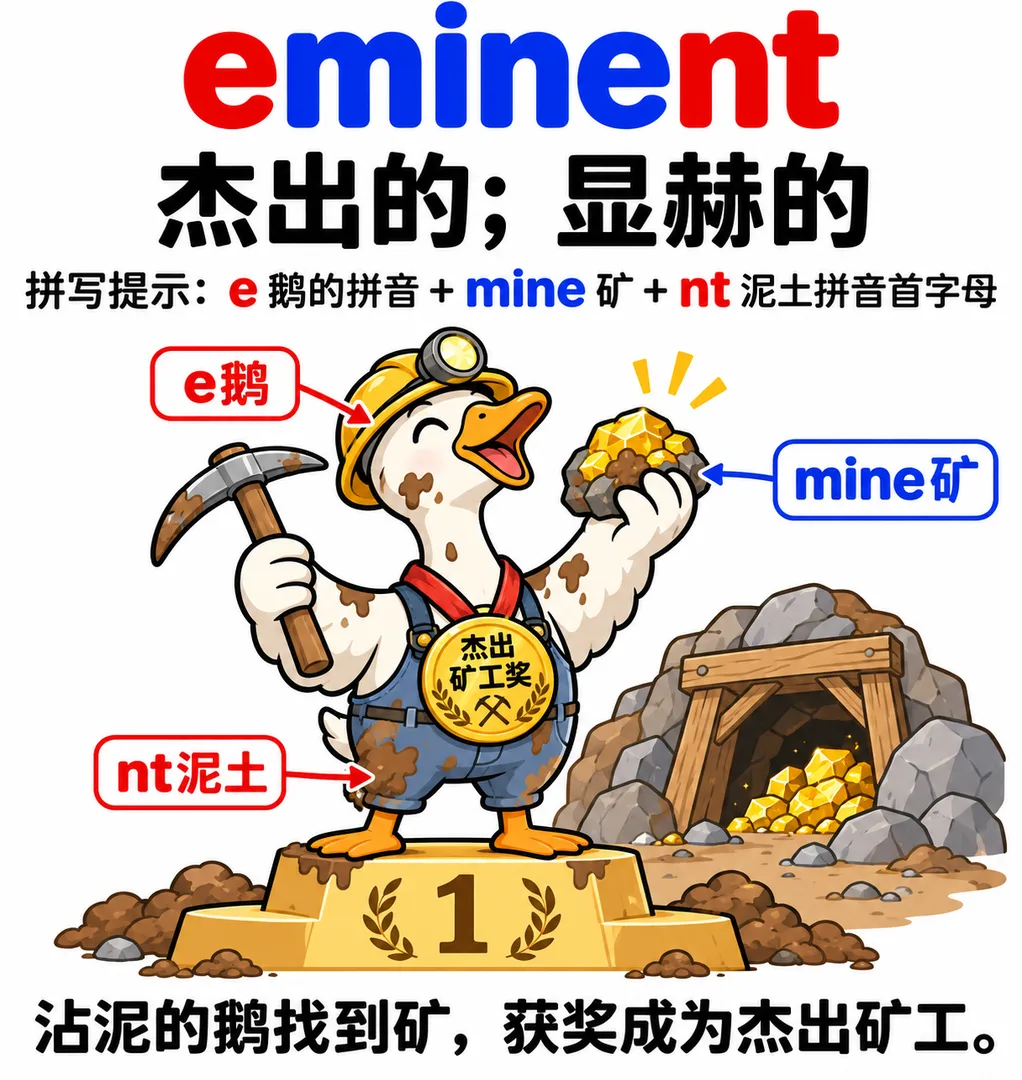 eminent
杰出的；显赫的
拼写提示：e 鹅的拼音 + mine 矿 + nt 泥土拼音首字母
e鹅
mine矿
杰出
矿工奖
nt泥土
1
沾泥的鹅找到矿，获奖成为杰出矿工。